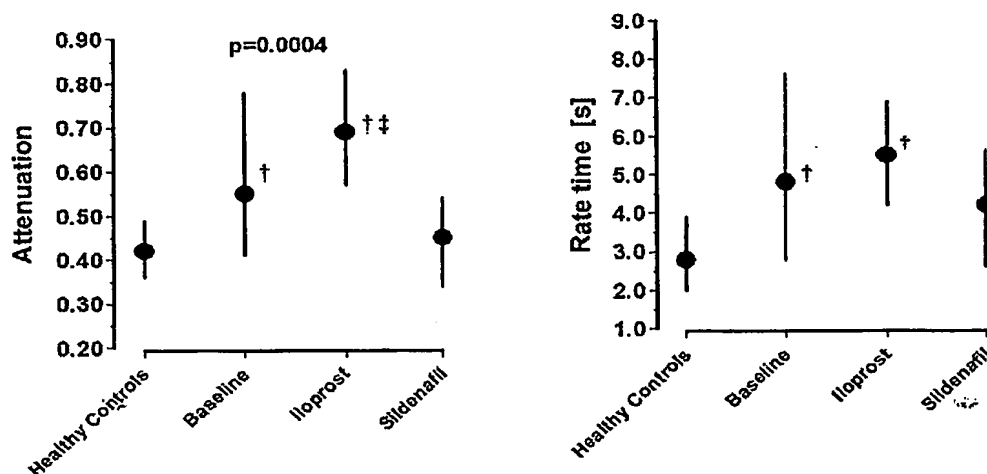 0.90
0.80
0.70
0.60
0.50
0.40
0.30
0.20
Attenuation
p=0.0004
†
†‡
Healthy Controls
Baseline
Iloprost
Sildenafil
9.0
8.0
7.0
6.0
5.0
4.0
3.0
2.0
1.0
Rate time [s]
†
†
Healthy Controls
Baseline
Iloprost
Sildenafil